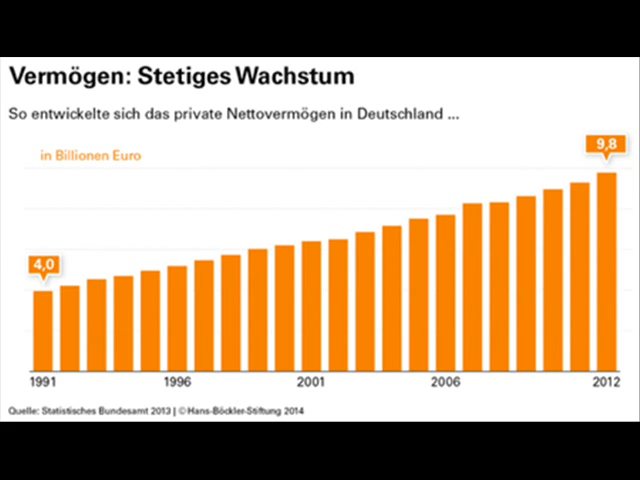 Vermögen: Stetiges Wachstum
So entwickelte sich das private Nettovermögen in Deutschland ...
in Billionen Euro
9,8
4,0
1991 1996 2001 2006 2012
Quelle: Statistisches Bundesamt 2013 | © Hans-Böckler-Stiftung 2014